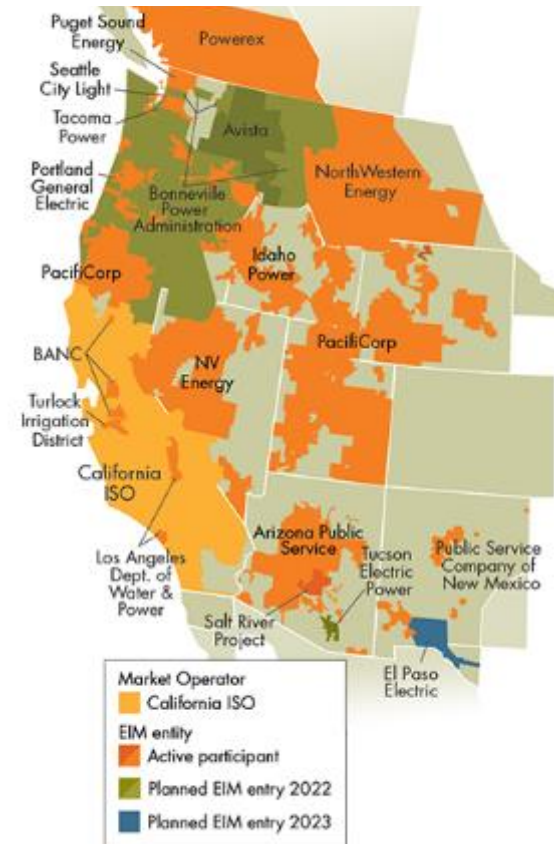 Puget Sound
Energy
Powerex
Seattle
City Light
Tacoma
Power
Avista
Portland
General
Electric
Bonneville
Power
Administration
NorthWestern
Energy
PacifiCorp
Idaho
Power
BANC
NV
Energy
PacifiCorp
Turlock
Irrigation
District
California
ISO
Los Angeles
Dept. of
Water &
Power
Arizona Public
Service
Tucson
Electric
Power
Public Service
Company of
New Mexico
Salt River
Project
El Paso
Electric
Market Operator
California ISO
EIM entity
Active participant
Planned EIM entry 2022
Planned EIM entry 2023